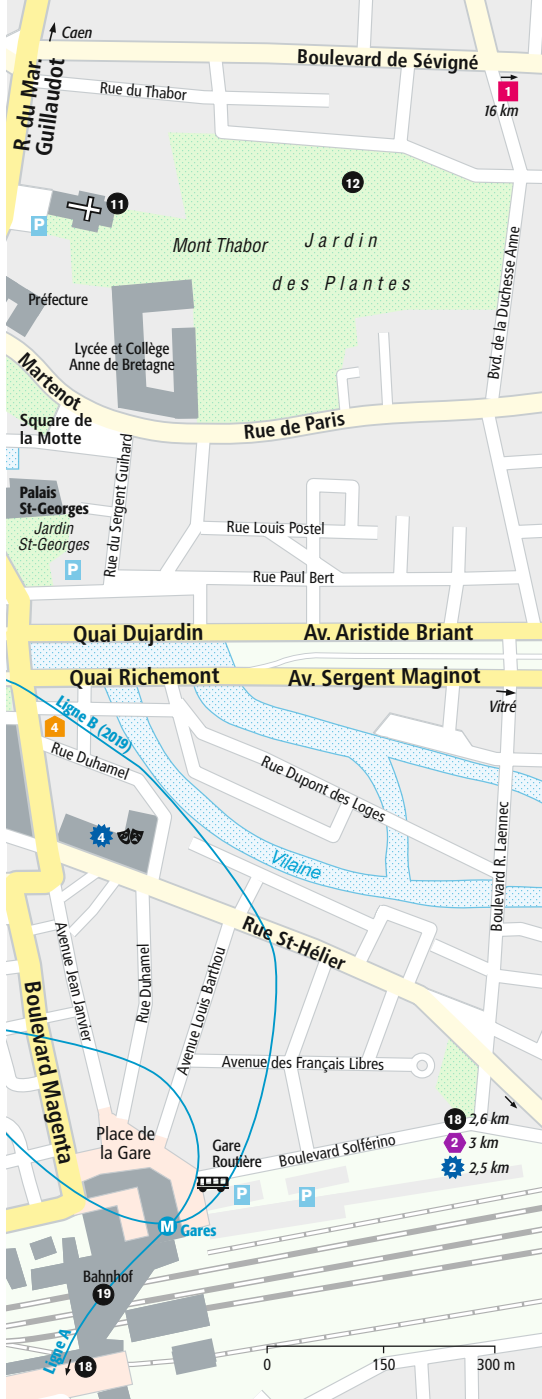 Caen
Boulevard de Sévigné
R. du Mar.
Guillaudot
Rue du Thabor
1
16 km
12
11
P
Mont Thabor
Jardin
des Plantes
Bvd. de la Duchesse Anne
Préfecture
Lycée et Collège
Anne de Bretagne
Martenot
Rue de Paris
Square de
la Motte
Rue du Sergent Guihard
Palais
St-Georges
Jardin
St-Georges
P
Rue Louis Postel
Rue Paul Bert
Quai Dujardin
Av. Aristide Briant
Quai Richemont
Av. Sergent Maginot
Vitré
Ligne B (2019)
4
Rue Duhamel
Rue Dupont des Loges
4
Vilaine
Boulevard R. Laennec
Rue St-Hélier
Avenue Jean Janvier
Rue Duhamel
Avenue Louis Barthou
Boulevard Magenta
Avenue des Français Libres
18 2,6 km
2 3 km
2 2,5 km
Place de
la Gare
Gare
Routière
Boulevard Solférino
P
P
M Gares
Bahnhof
19
Ligne A
18
0 150 300 m